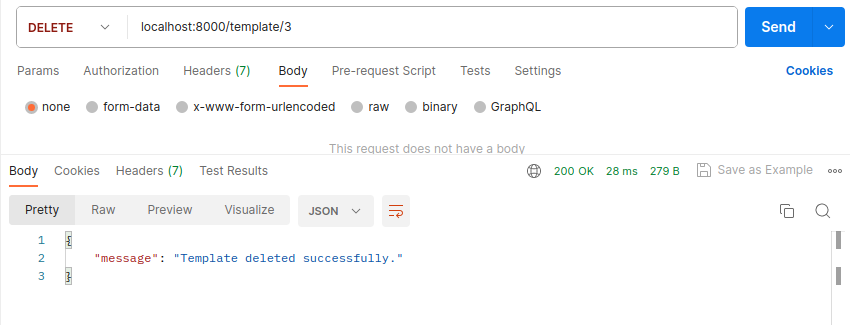 DELETE localhost:8000/template/3 Send
Params Authorization Headers (7) Body Pre-request Script Tests Settings Cookies
none form-data x-www-form-urlencoded raw binary GraphQL
This request does not have a body
Body Cookies Headers (7) Test Results 200 OK 28 ms 279 B Save as Example
Pretty Raw Preview Visualize JSON
1 {
2 "message": "Template deleted successfully."
3 }